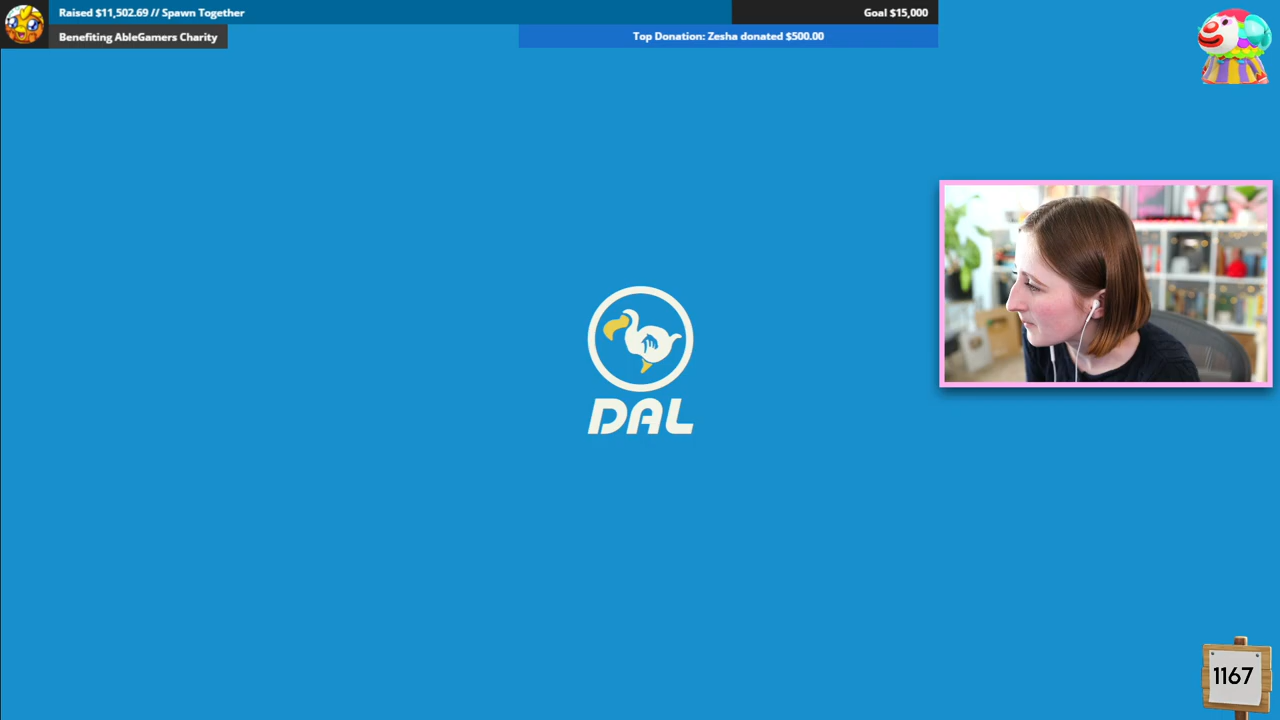 Raised $11,502.69 // Spawn Together
Goal $15,000
Benefiting AbleGamers Charity
Top Donation: Zesha donated $500.00
DAL
1167